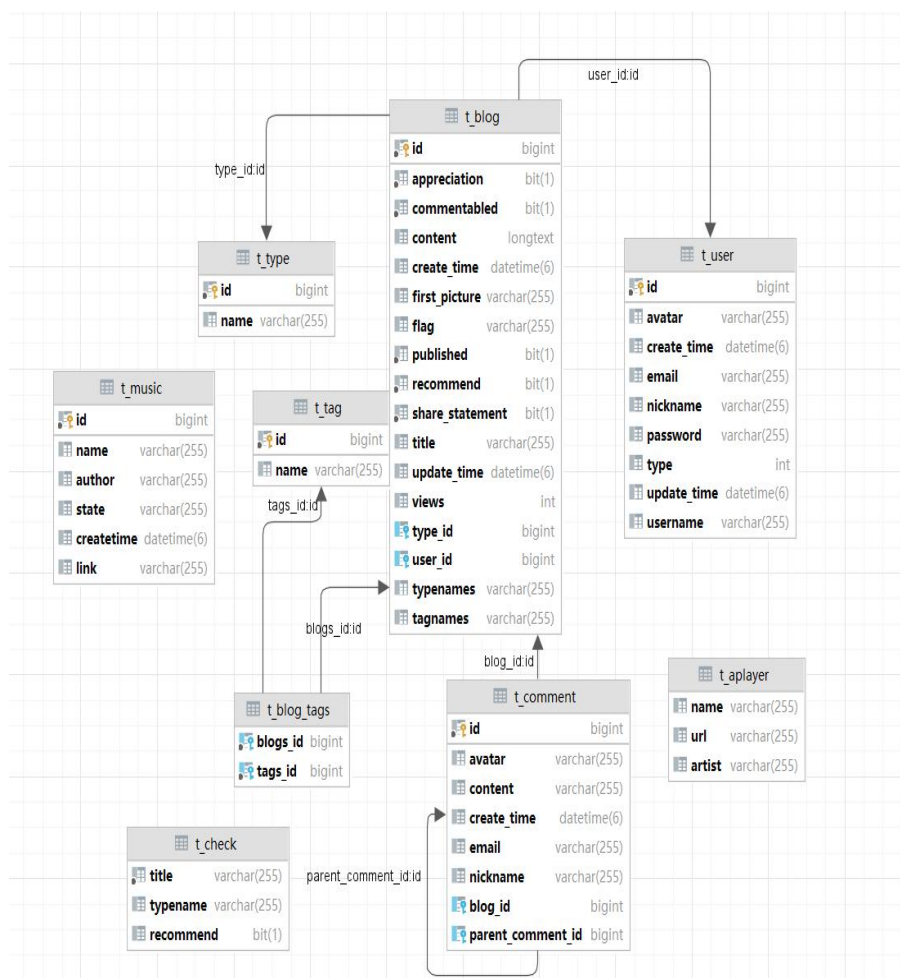 user_id:id
t_blog
id bigint
appreciation bit(1)
commentabled bit(1)
content longtext
create_time datetime(6)
first_picture varchar(255)
flag varchar(255)
published bit(1)
recommend bit(1)
share_statement bit(1)
title varchar(255)
update_time datetime(6)
views int
type_id bigint
user_id bigint
typenames varchar(255)
tagnames varchar(255)
type_id:id
t_type
id bigint
name varchar(255)
t_user
id bigint
avatar varchar(255)
create_time datetime(6)
email varchar(255)
nickname varchar(255)
password varchar(255)
type int
update_time datetime(6)
username varchar(255)
t_music
id bigint
name varchar(255)
author varchar(255)
state varchar(255)
createtime datetime(6)
link varchar(255)
t_tag
id bigint
name varchar(255)
tags_id:id
blogs_id:id
blog_id:id
t_blog_tags
blogs_id bigint
tags_id bigint
t_comment
id bigint
avatar varchar(255)
content varchar(255)
create_time datetime(6)
email varchar(255)
nickname varchar(255)
blog_id bigint
parent_comment_id bigint
t_aplayer
name varchar(255)
url varchar(255)
artist varchar(255)
t_check
title varchar(255)
typename varchar(255)
recommend bit(1)
parent_comment_id:id